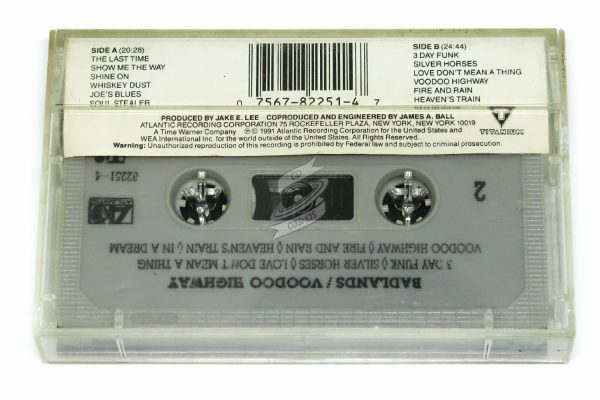 SIDE A (20:26)
THE LAST TIME
SHOW ME THE WAY
SHINE ON
WHISKEY DUST
JOE'S BLUES
SOUL STEALER
0 7567-82251-4 7
SIDE B (24:44)
3 DAY FUNK
SILVER HORSES
LOVE DON'T MEAN A THING
VOODOO HIGHWAY
FIRE AND RAIN
HEAVEN'S TRAIN
TITANIUM
PRODUCED BY JAKE E. LEE COPRODUCED AND ENGINEERED BY JAMES A. BALL
ATLANTIC RECORDING CORPORATION 75 ROCKEFELLER PLAZA, NEW YORK, NEW YORK 10019
A Time Warner Company ℗© 1991 Atlantic Recording Corporation for the United States and
WEA International Inc. for the world outside of the United States. All Rights Reserved.
Warning: Unauthorized reproduction of this recording is prohibited by Federal law and subject to criminal prosecution.
82251-4
2
CD
COSMOS
ATLANTIC
BADLANDS / VOODOO HIGHWAY
3 DAY FUNK ◊ SILVER HORSES ◊ LOVE DON'T MEAN A THING
VOODOO HIGHWAY ◊ FIRE AND RAIN ◊ HEAVEN'S TRAIN ◊ IN A DREAM